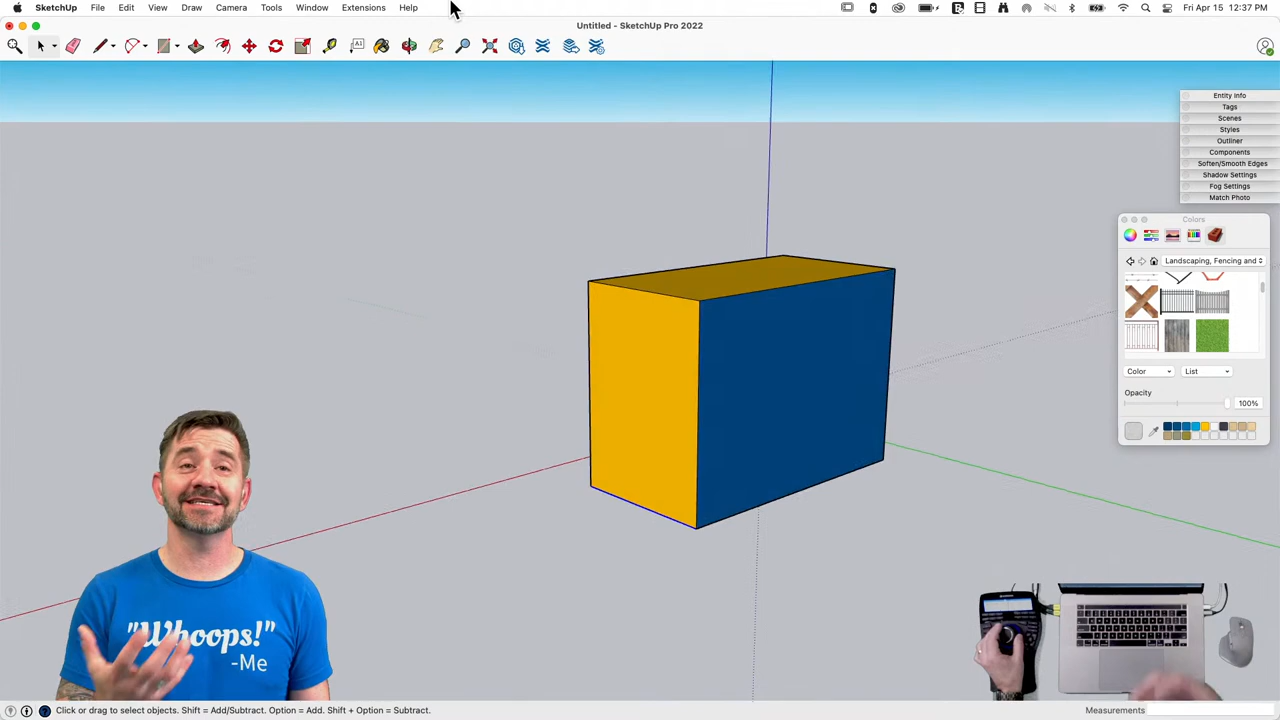 SketchUp File Edit View Draw Camera Tools Window Extensions Help Fri Apr 15 12:37 PM
Untitled - SketchUp Pro 2022
Entity Info
Tags
Scenes
Styles
Outliner
Components
Soften/Smooth Edges
Shadow Settings
Fog Settings
Match Photo
Colors
Landscaping, Fencing and
Color List
Opacity
100%
"Whoops!"
-Me
Click or drag to select objects. Shift = Add/Subtract. Option = Add. Shift + Option = Subtract. Measurements